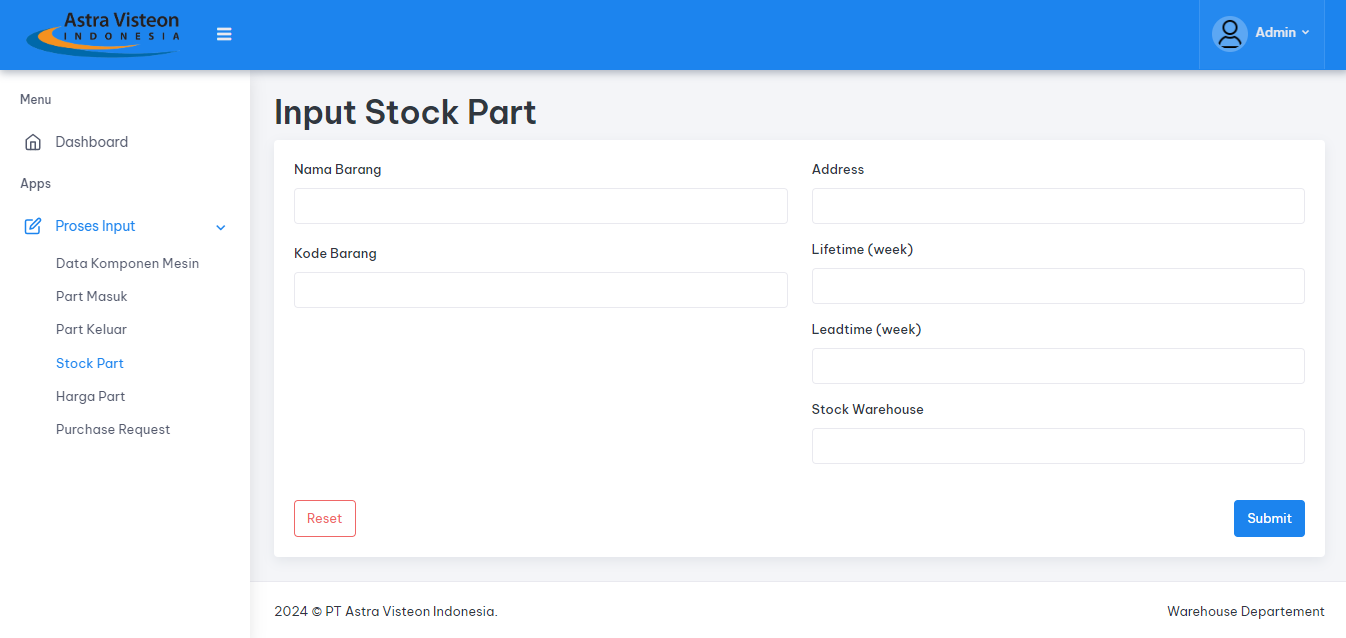 Astra Visteon
INDONESIA
Admin
Menu
Dashboard
Apps
Proses Input
Data Komponen Mesin
Part Masuk
Part Keluar
Stock Part
Harga Part
Purchase Request
Input Stock Part
Nama Barang
Kode Barang
Address
Lifetime (week)
Leadtime (week)
Stock Warehouse
Reset
Submit
2024 © PT Astra Visteon Indonesia.
Warehouse Departement